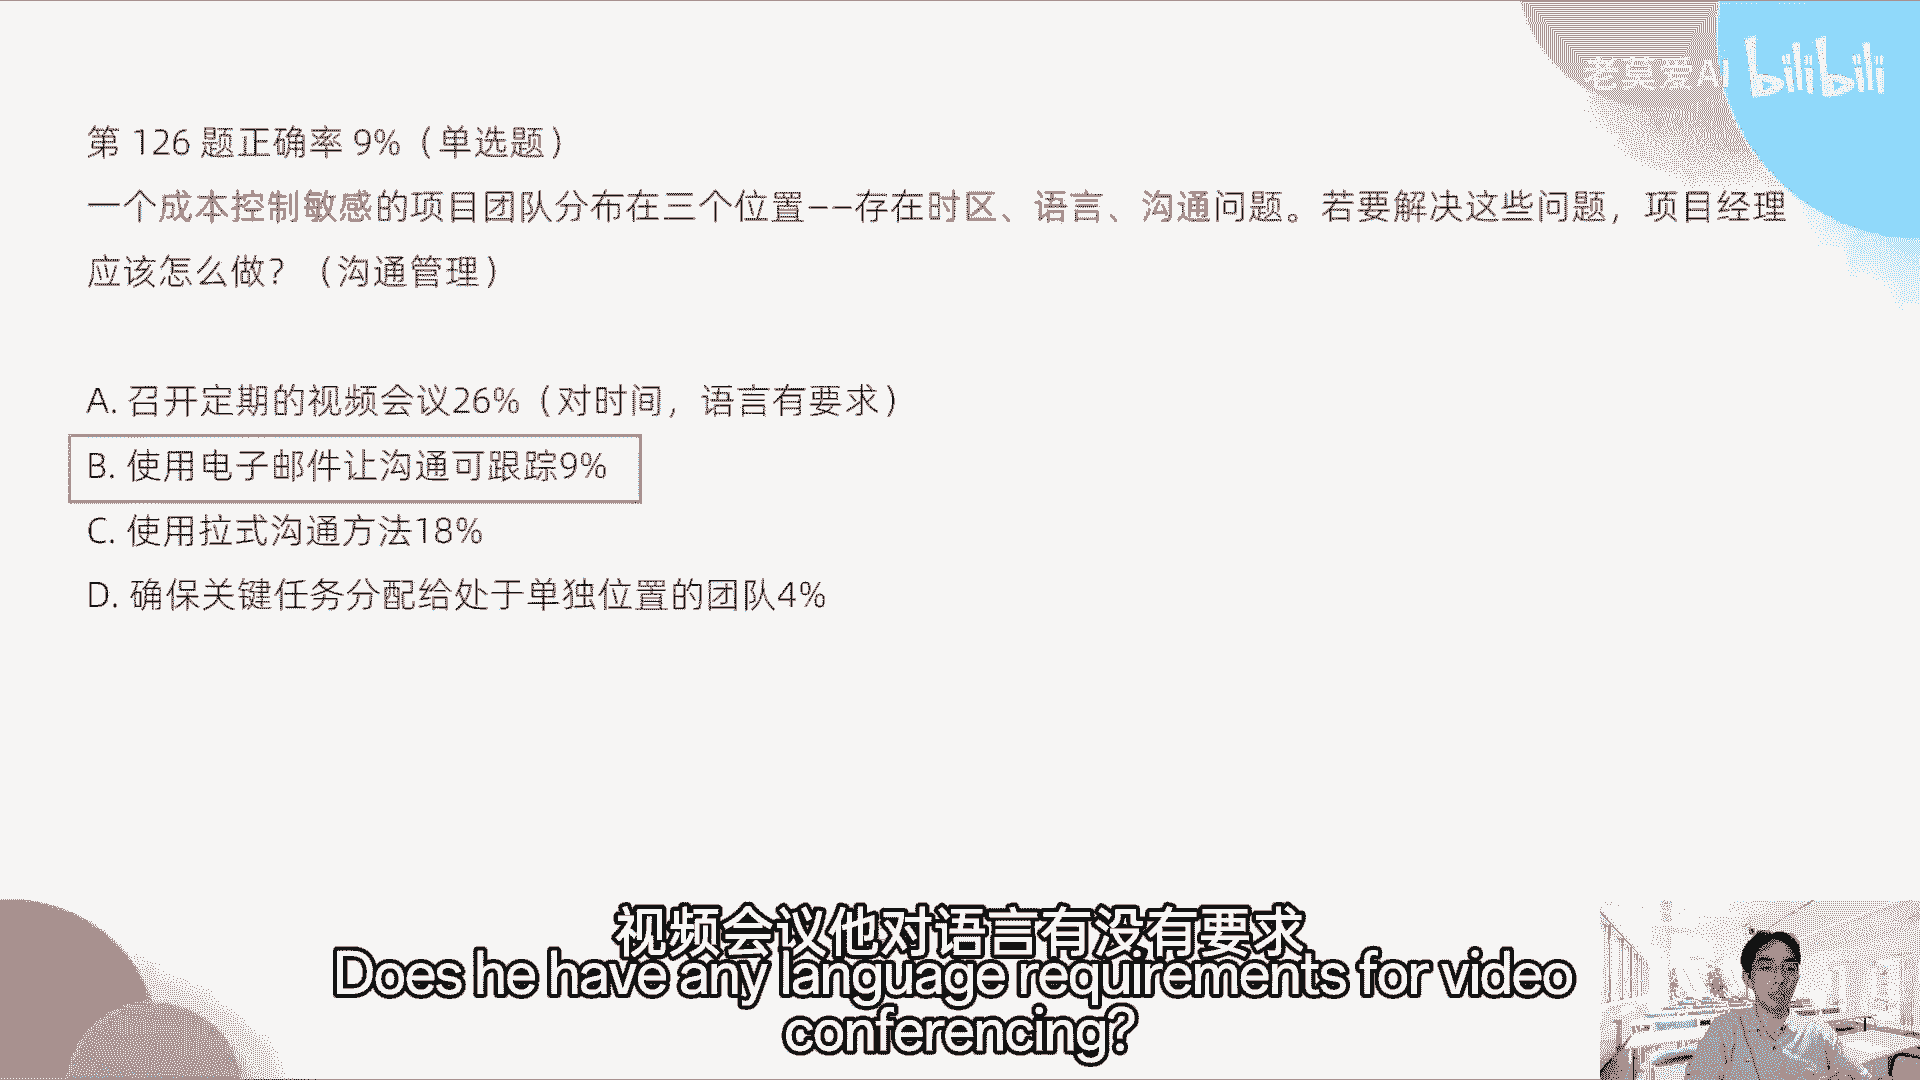 老莫爱AI bilibili
第 126 题正确率 9%（单选题）
一个成本控制敏感的项目团队分布在三个位置——存在时区、语言、沟通问题。若要解决这些问题，项目经理
应该怎么做？（沟通管理）
A. 召开定期的视频会议26%（对时间，语言有要求）
B. 使用电子邮件让沟通可跟踪9%
C. 使用拉式沟通方法18%
D. 确保关键任务分配给处于单独位置的团队4%
视频会议他对语言有没有要求
Does he have any language requirements for video
conferencing?